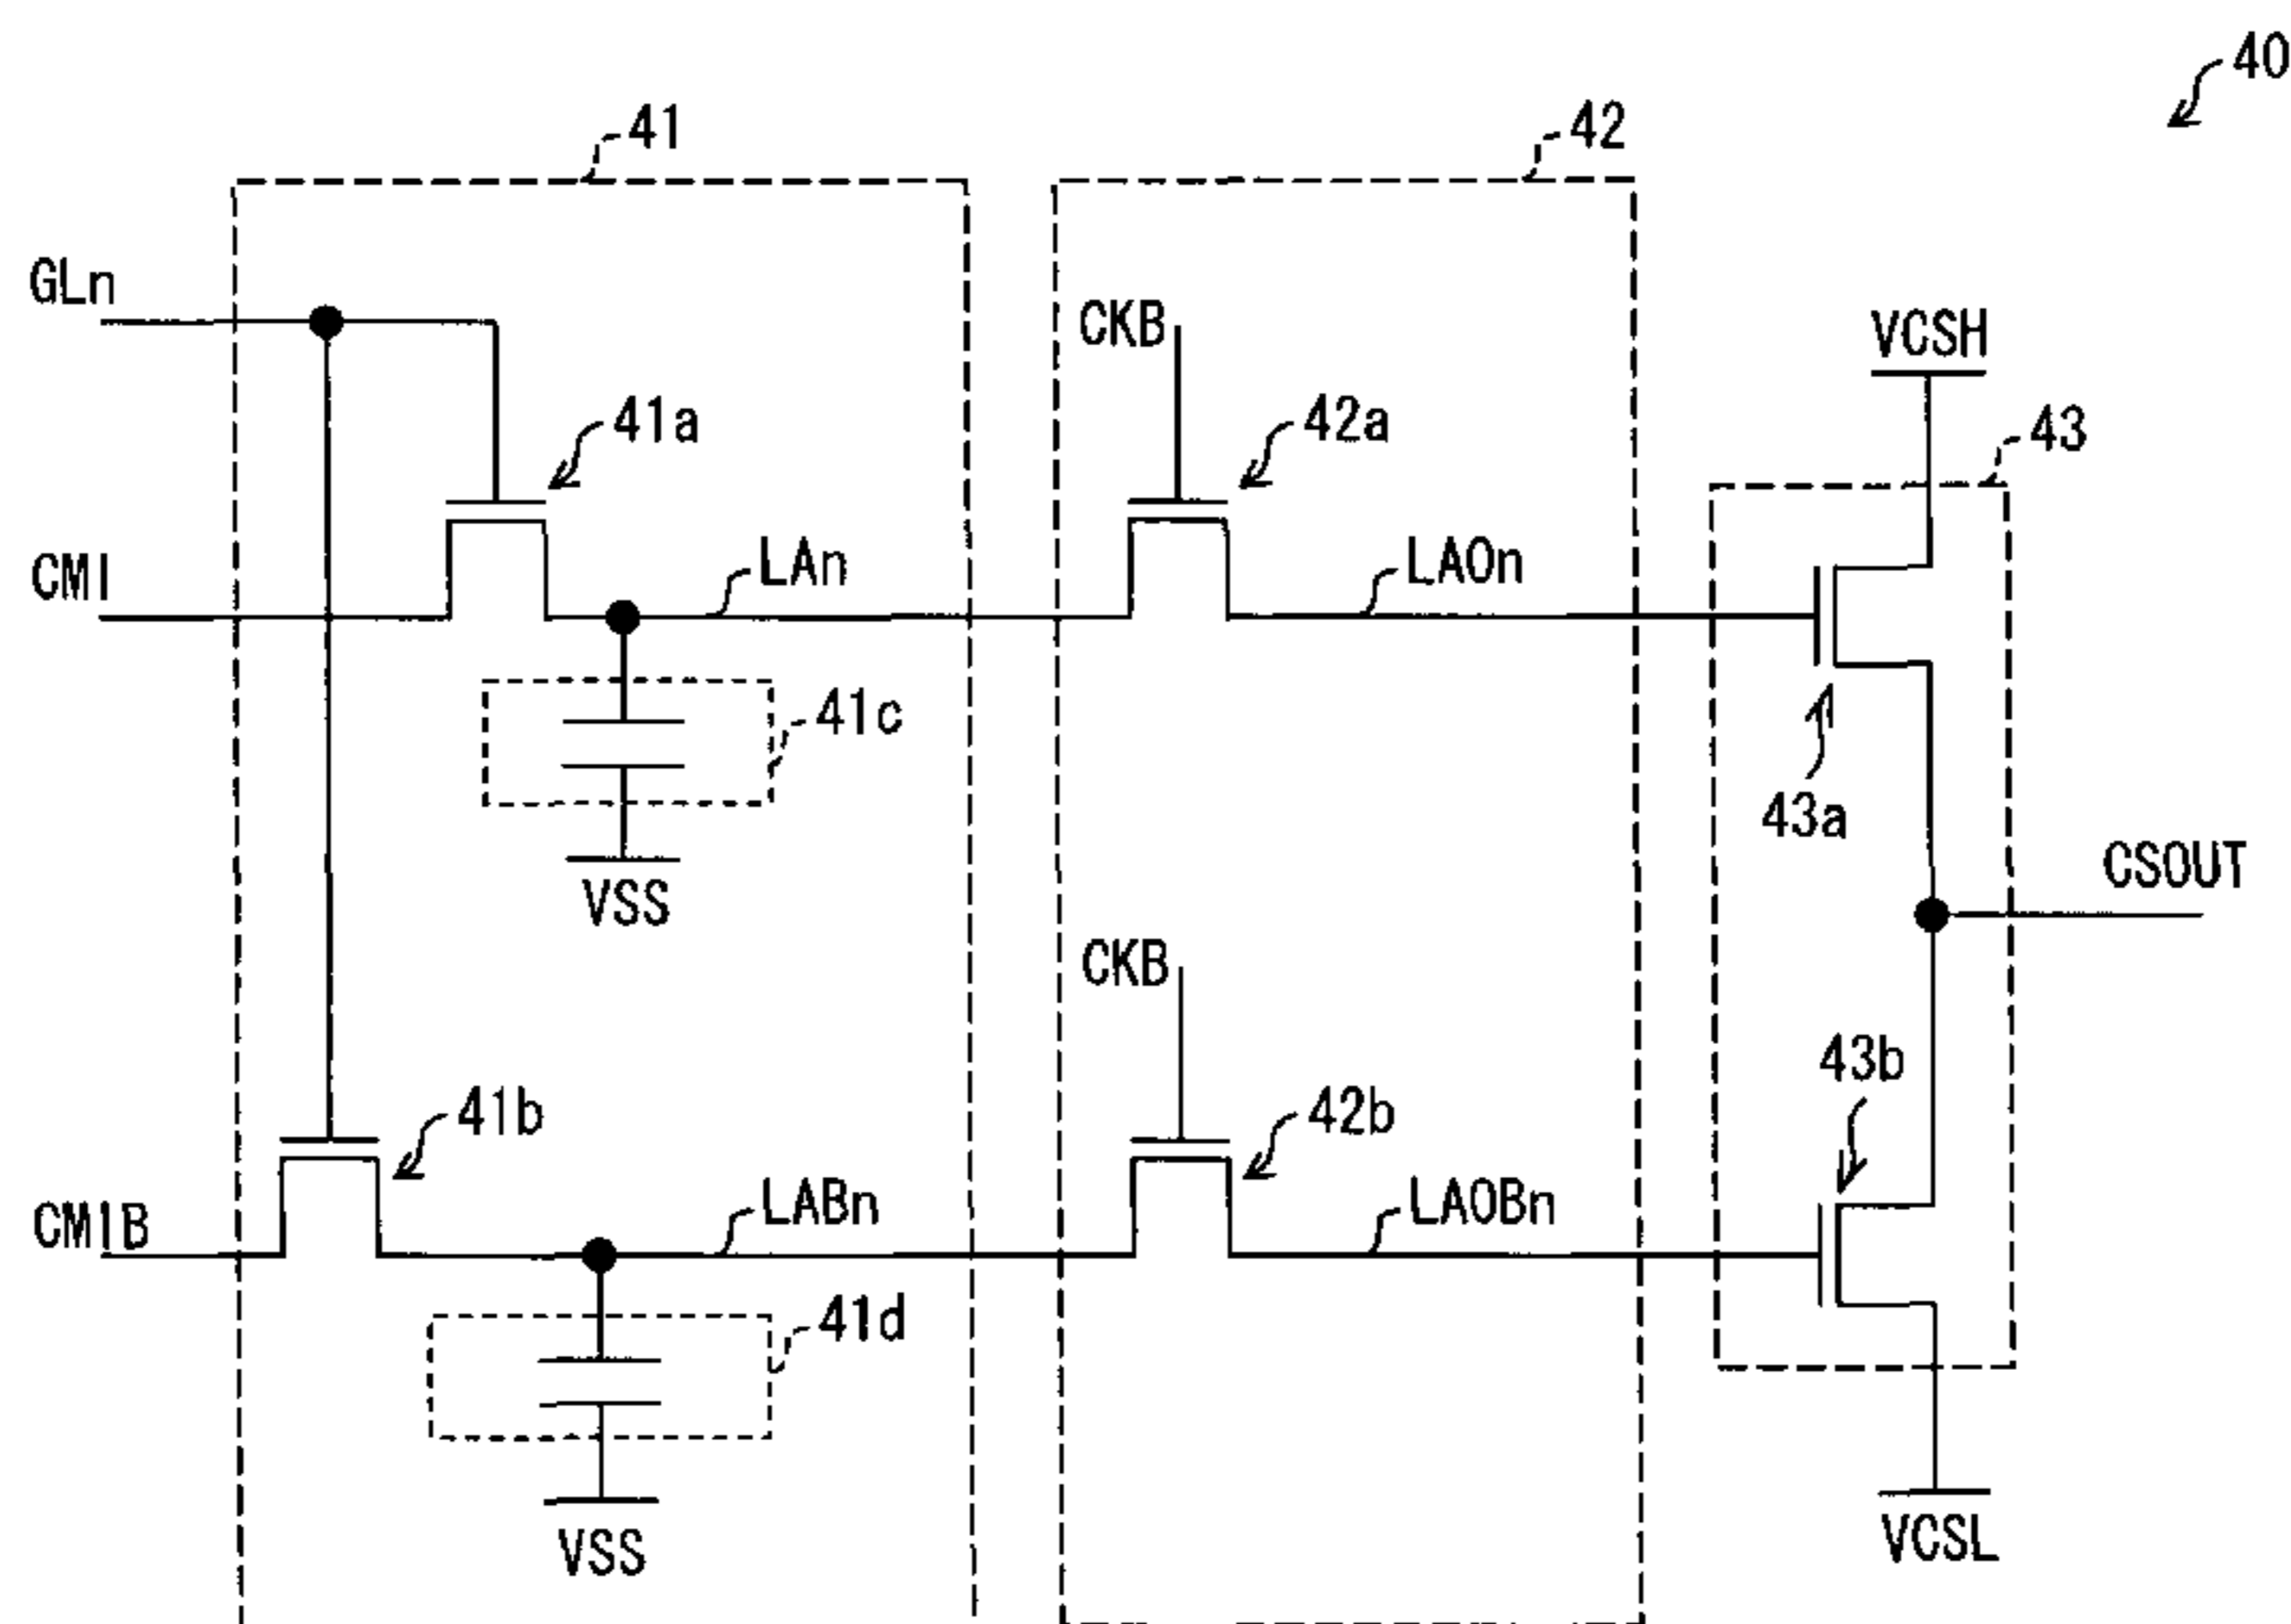 40
41
42
GLn
CKB
VCSH
41a
42a
43
CMI
LAn
LAOn
41c
43a
VSS
CSOUT
CKB
43b
41b
42b
CMIB
LABn
LAOBn
41d
VSS
VCSL